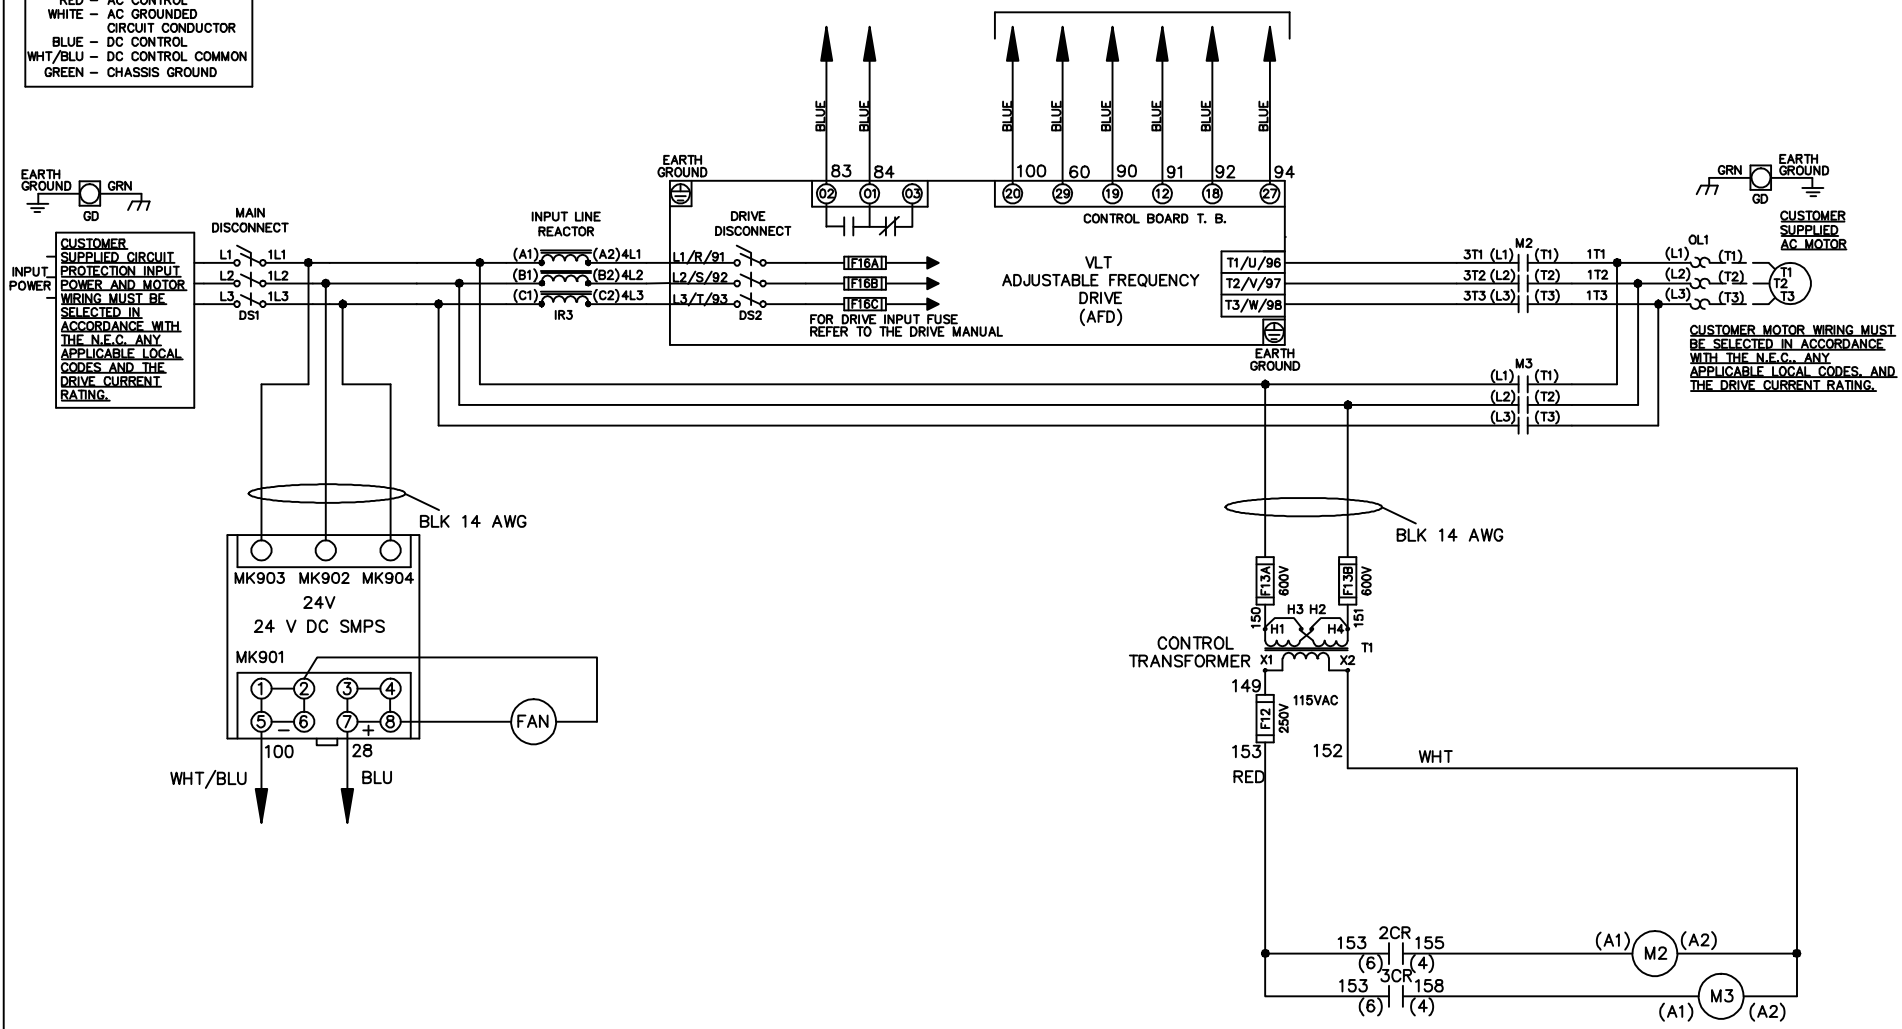 RED – AC CONTROL
WHITE – AC GROUNDED
CIRCUIT CONDUCTOR
BLUE – DC CONTROL
WHT/BLU – DC CONTROL COMMON
GREEN – CHASSIS GROUND
BLUE
BLUE
BLUE
BLUE
BLUE
BLUE
BLUE
BLUE
83
84
100
60
90
91
92
94
02
01
03
20
29
19
12
18
27
CONTROL BOARD T. B.
EARTH
GROUND
GRN
GD
EARTH
GROUND
GRN
EARTH
GROUND
GD
CUSTOMER
SUPPLIED
AC MOTOR
INPUT
POWER
CUSTOMER
SUPPLIED CIRCUIT
PROTECTION INPUT
POWER AND MOTOR
WIRING MUST BE
SELECTED IN
ACCORDANCE WITH
THE N.E.C. ANY
APPLICABLE LOCAL
CODES AND THE
DRIVE CURRENT
RATING.
MAIN
DISCONNECT
L1 1L1
L2 1L2
L3 1L3
DS1
INPUT LINE
REACTOR
(A1) (A2) 4L1
(B1) (B2) 4L2
(C1) (C2) 4L3
IR3
L1/R/91
L2/S/92
L3/T/93
DRIVE
DISCONNECT
DS2
F16A
F16B
F16C
FOR DRIVE INPUT FUSE
REFER TO THE DRIVE MANUAL
VLT
ADJUSTABLE FREQUENCY
DRIVE
(AFD)
T1/U/96
T2/V/97
T3/W/98
EARTH
GROUND
M2
3T1 (L1) (T1) 1T1
3T2 (L2) (T2) 1T2
3T3 (L3) (T3) 1T3
OL1
(L1) (T1)
(L2) (T2)
(L3) (T3)
T1
T2
T3
CUSTOMER MOTOR WIRING MUST
BE SELECTED IN ACCORDANCE
WITH THE N.E.C., ANY
APPLICABLE LOCAL CODES, AND
THE DRIVE CURRENT RATING.
M3
(L1) (T1)
(L2) (T2)
(L3) (T3)
BLK 14 AWG
MK903 MK902 MK904
24V
24 V DC SMPS
MK901
1 2 3 4
5 6 7 8
– +
FAN
100
28
WHT/BLU
BLU
BLK 14 AWG
F13A
600V
F13B
600V
150
151
H3 H2
H1 H4
T1
CONTROL
TRANSFORMER
X1 X2
149
115VAC
F12
250V
153
152
RED
WHT
2CR
153 155
(6) (4)
(A1) M2 (A2)
3CR
153 158
(6) (4)
(A1) M3 (A2)